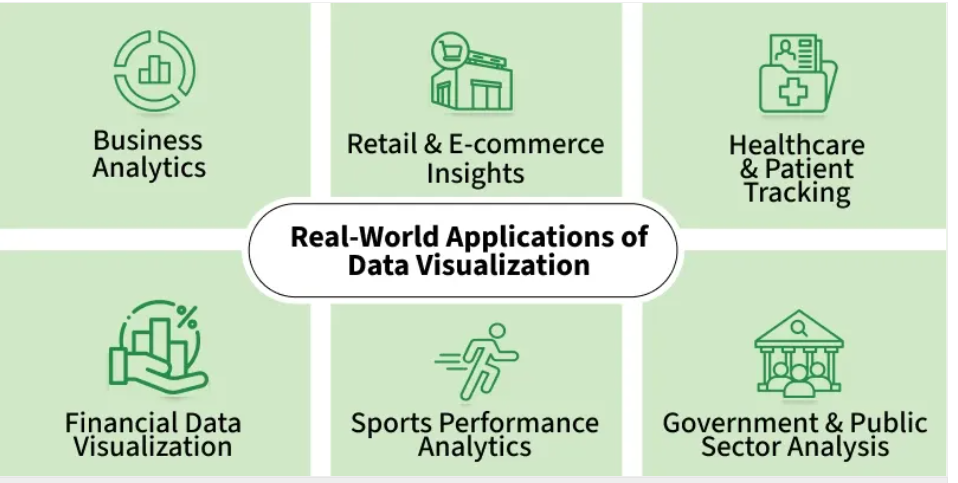 Business
Analytics
Retail & E-commerce
Insights
Healthcare
& Patient
Tracking
Real-World Applications of
Data Visualization
%
Financial Data
Visualization
Sports Performance
Analytics
Government & Public
Sector Analysis